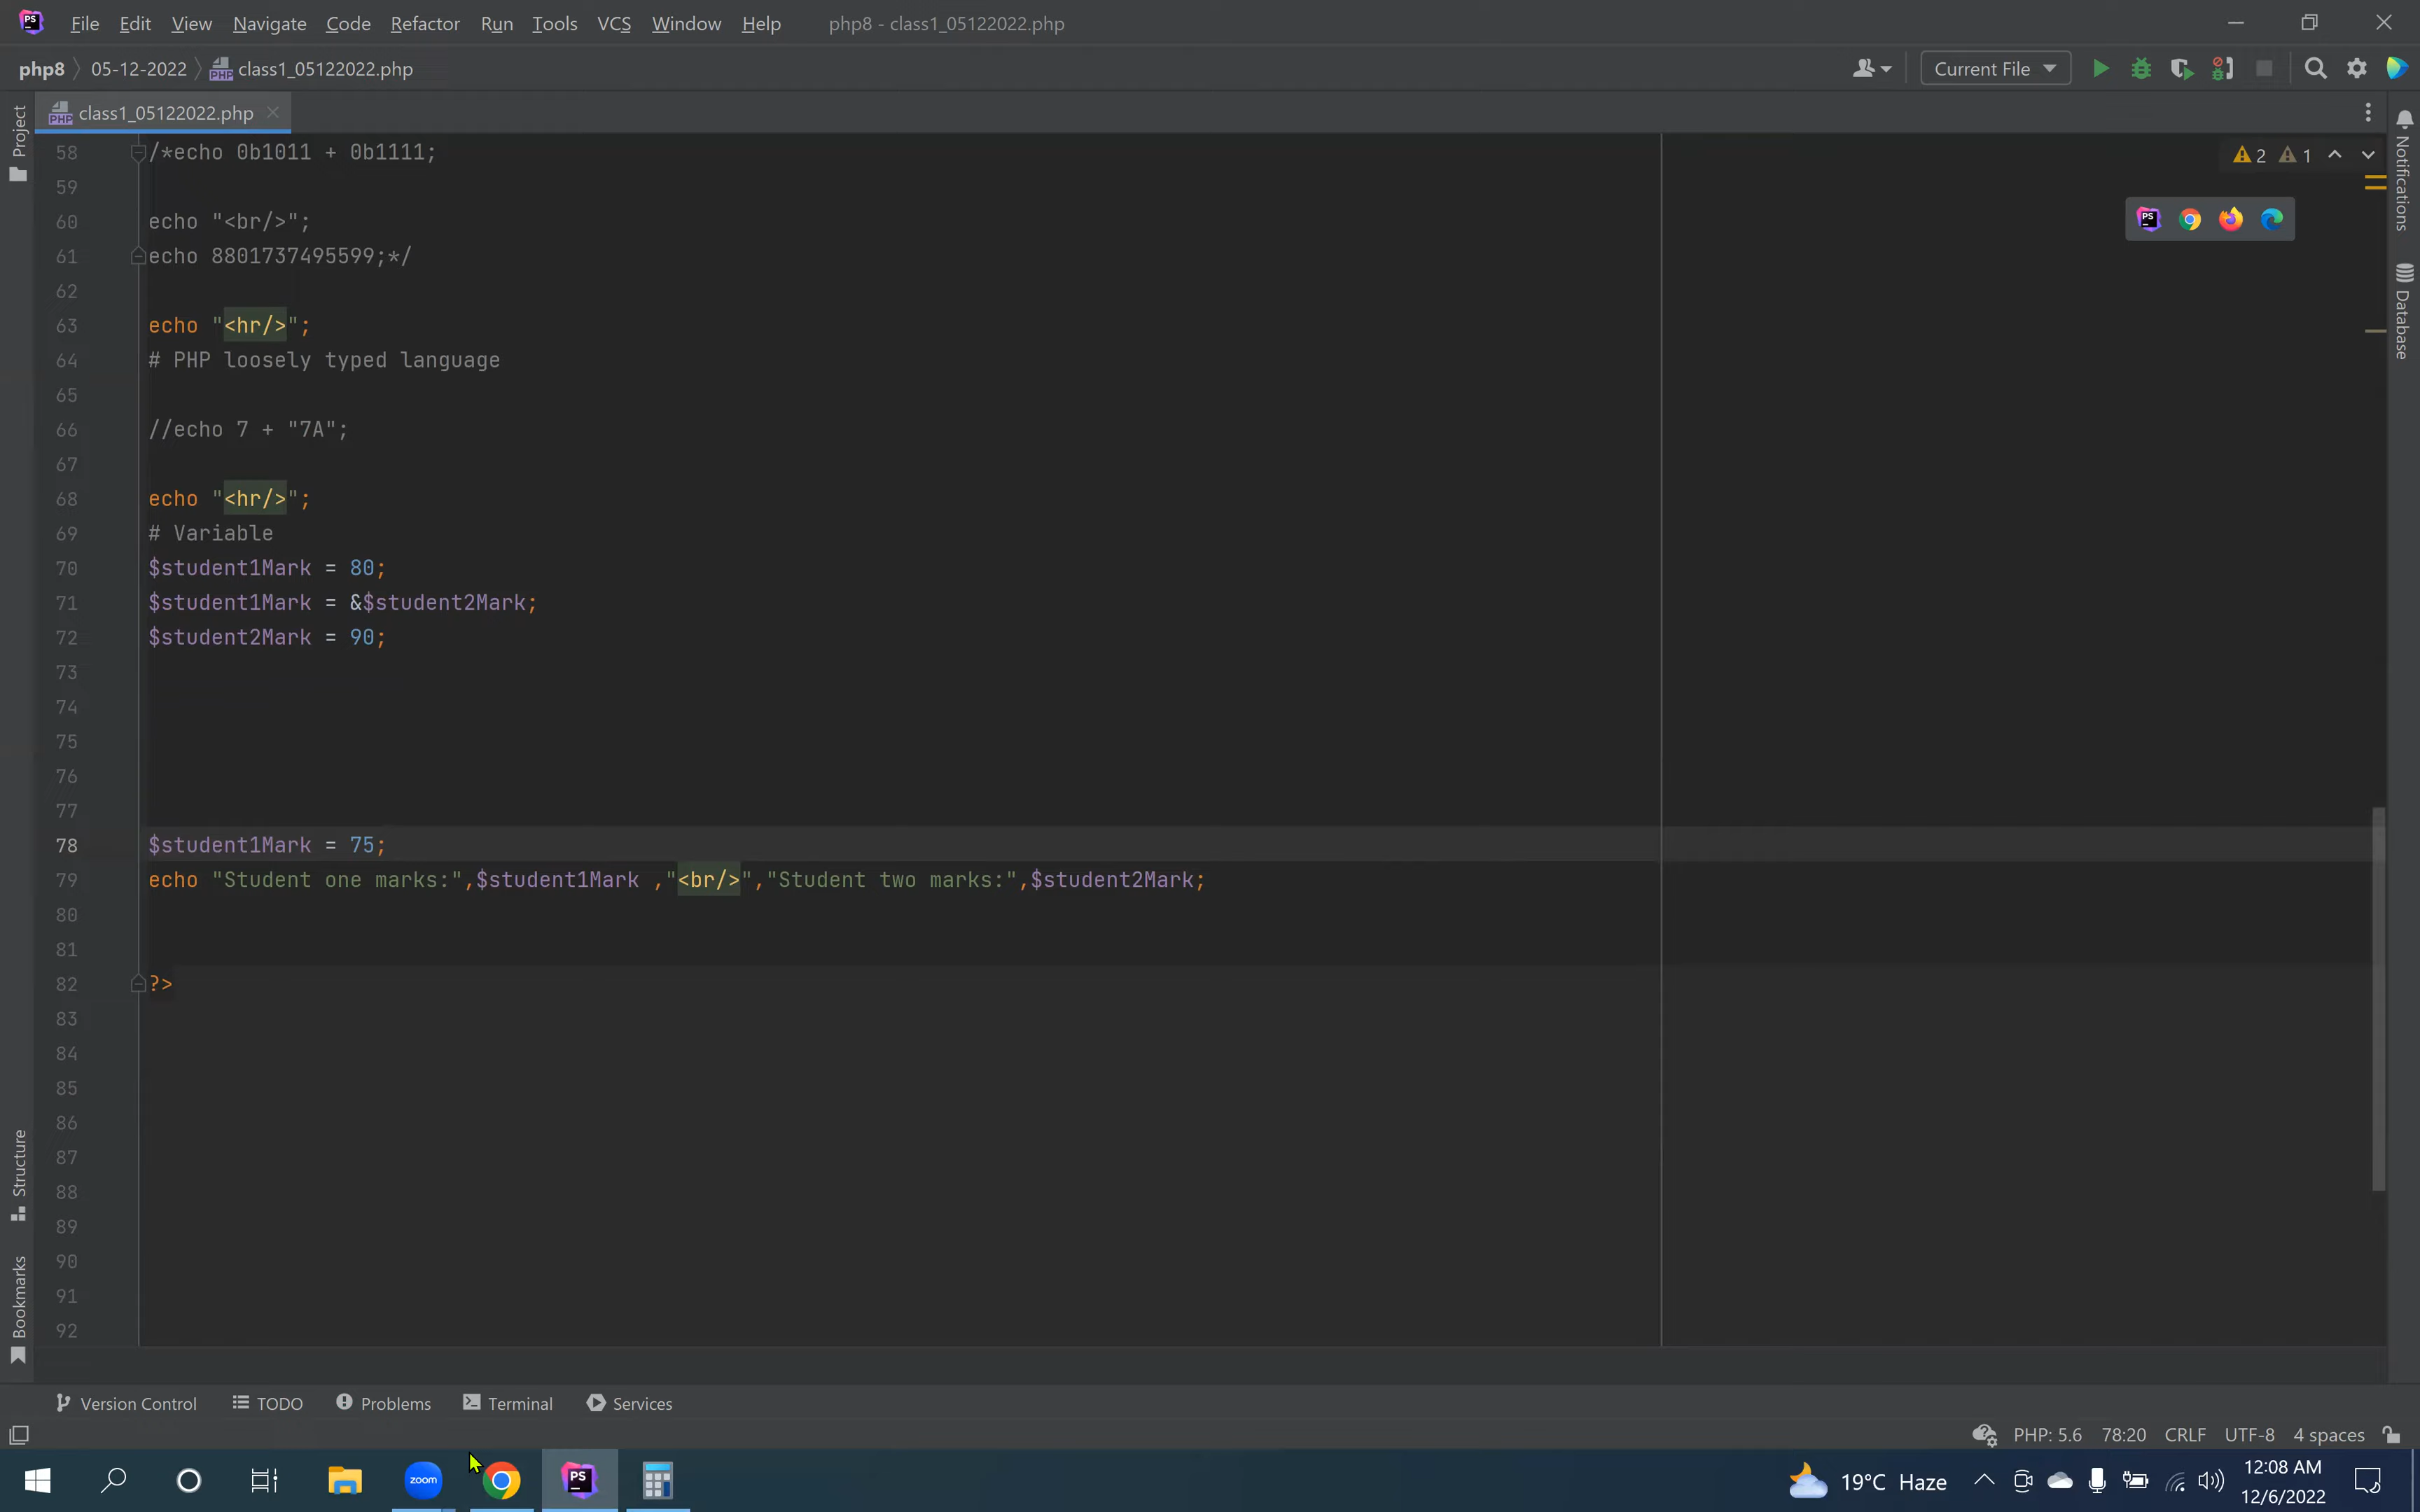 File Edit View Navigate Code Refactor Run Tools VCS Window Help php8 - class1_05122022.php
php8 05-12-2022 class1_05122022.php Current File
class1_05122022.php
Project
Notifications
Database
2 1
58 /*echo 0b1011 + 0b1111;
59
60 echo "<br/>";
61 echo 8801737495599;*/
62
63 echo "<hr/>";
64 # PHP loosely typed language
65
66 //echo 7 + "7A";
67
68 echo "<hr/>";
69 # Variable
70 $student1Mark = 80;
71 $student1Mark = &$student2Mark;
72 $student2Mark = 90;
73
74
75
76
77
78 $student1Mark = 75;
79 echo "Student one marks:",$student1Mark ,"<br/>","Student two marks:",$student2Mark;
80
81
82 ?>
83
84
85
86
87
88
89
90
91
92
Structure
Bookmarks
Version Control TODO Problems Terminal Services
PHP: 5.6 78:20 CRLF UTF-8 4 spaces
zoom PS 19°C Haze 12:08 AM
12/6/2022